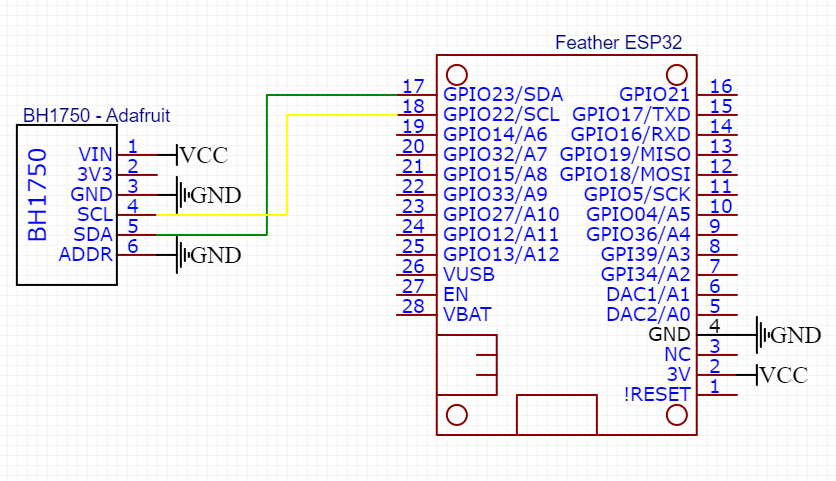 Feather ESP32
17 GPIO23/SDA GPIO21 16
18 GPIO22/SCL GPIO17/TXD 15
19 GPIO14/A6 GPIO16/RXD 14
20 GPIO32/A7 GPIO19/MISO 13
21 GPIO15/A8 GPIO18/MOSI 12
22 GPIO33/A9 GPIO5/SCK 11
23 GPIO27/A10 GPIO04/A5 10
24 GPIO12/A11 GPIO36/A4 9
25 GPIO13/A12 GPI39/A3 8
26 VUSB GPI34/A2 7
27 EN DAC1/A1 6
28 VBAT DAC2/A0 5
GND 4 GND
NC 3
3V 2 VCC
!RESET 1
BH1750 - Adafruit
BH1750
VIN 1 VCC
3V3 2
GND 3 GND
SCL 4
SDA 5
ADDR 6 GND